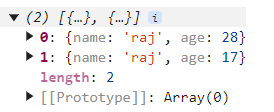 ▼ (2) [{…}, {…}] i
▶ 0: {name: 'raj', age: 28}
▶ 1: {name: 'raj', age: 17}
length: 2
▶ [[Prototype]]: Array(0)